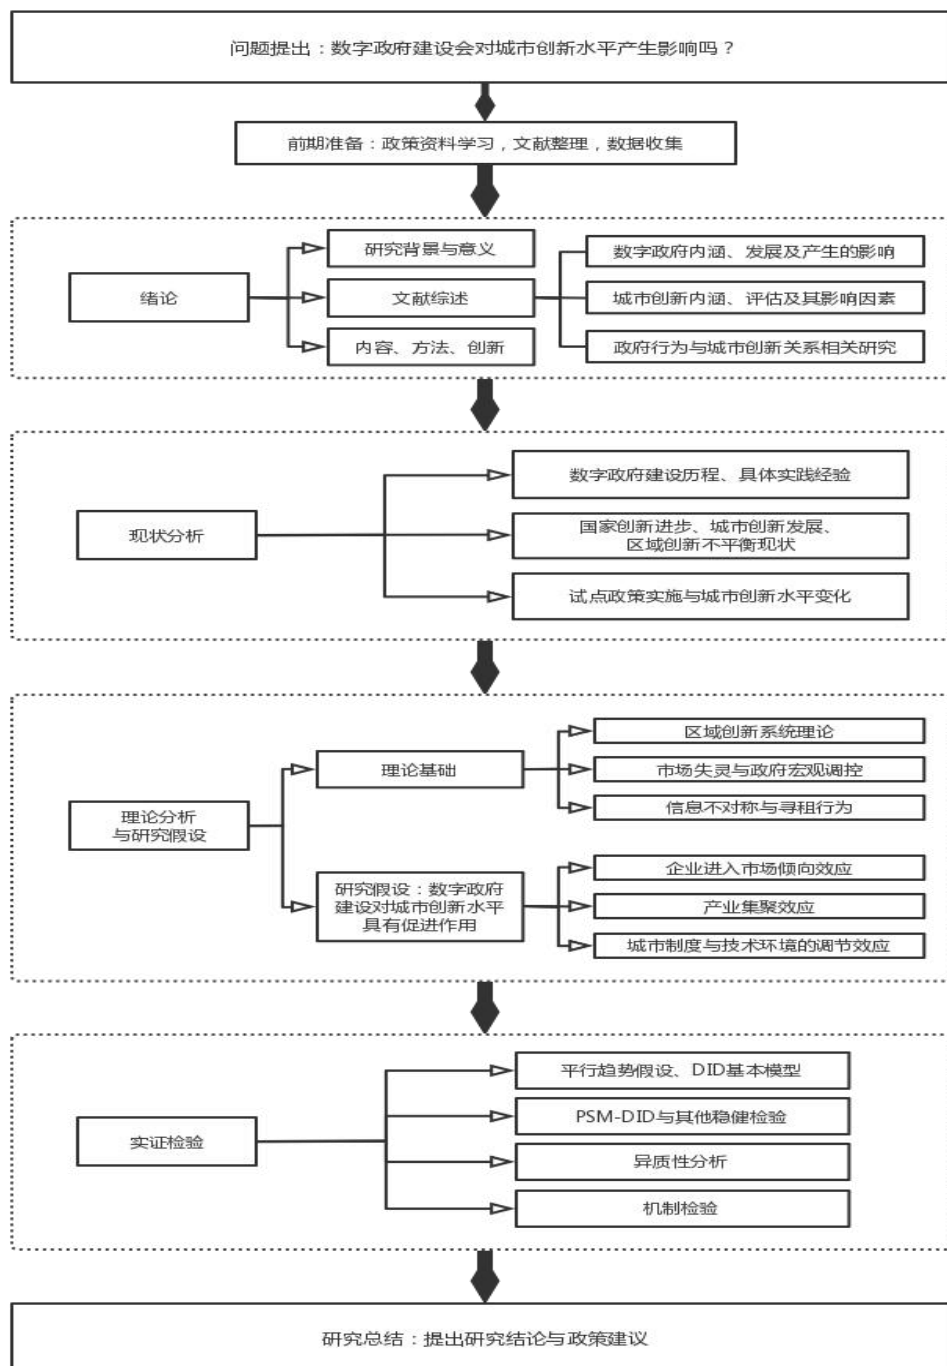 问题提出：数字政府建设会对城市创新水平产生影响吗？
前期准备：政策资料学习，文献整理，数据收集
绪论
研究背景与意义
文献综述
内容、方法、创新
数字政府内涵、发展及产生的影响
城市创新内涵、评估及其影响因素
政府行为与城市创新关系相关研究
现状分析
数字政府建设历程、具体实践经验
国家创新进步、城市创新发展、
区域创新不平衡现状
试点政策实施与城市创新水平变化
理论分析
与研究假设
理论基础
区域创新系统理论
市场失灵与政府宏观调控
信息不对称与寻租行为
研究假设：数字政府
建设对城市创新水平
具有促进作用
企业进入市场倾向效应
产业集聚效应
城市制度与技术环境的调节效应
实证检验
平行趋势假设、DID基本模型
PSM-DID与其他稳健检验
异质性分析
机制检验
研究总结：提出研究结论与政策建议